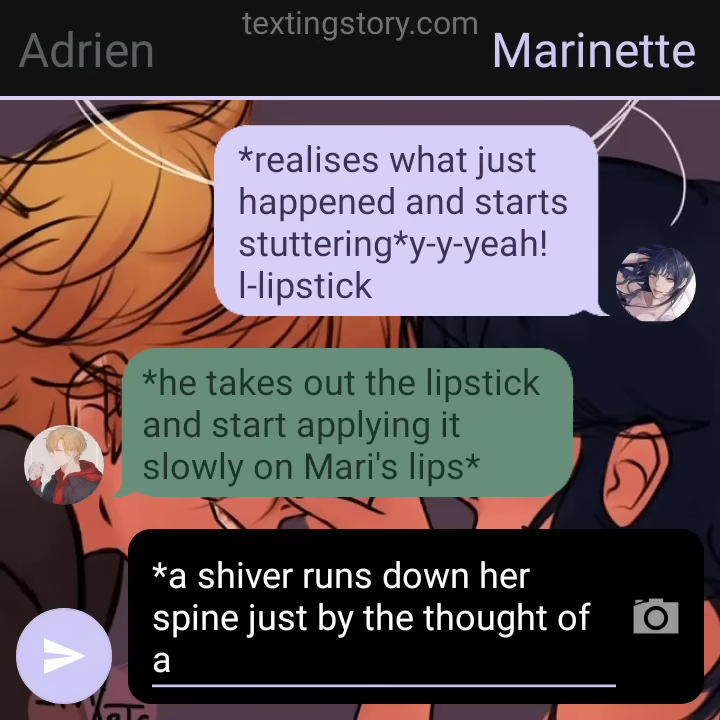 textingstory.com
Adrien
Marinette
*realises what just
happened and starts
stuttering*y-y-yeah!
l-lipstick
*he takes out the lipstick
and start applying it
slowly on Mari's lips*
*a shiver runs down her
spine just by the thought of
a